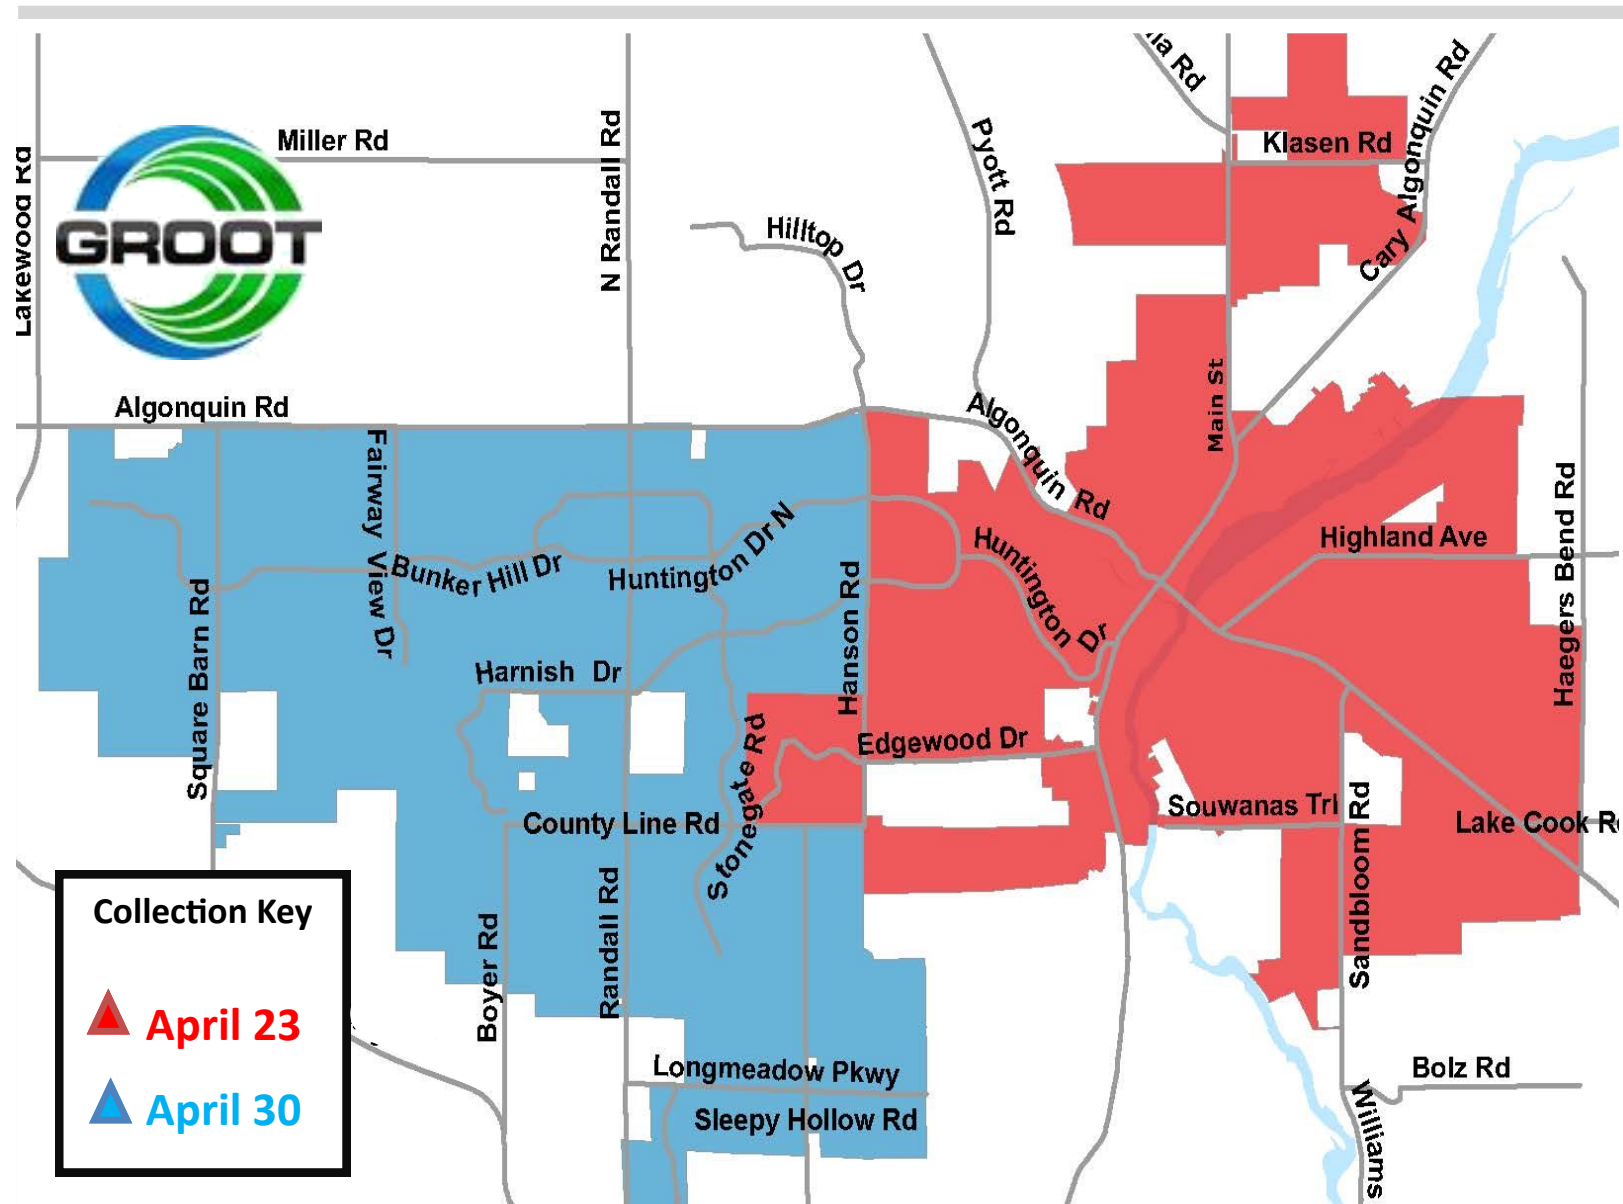 lla Rd
Cary Algonquin Rd
Klasen Rd
Miller Rd
Lakewood Rd
N Randall Rd
Pyott Rd
GROOT
Hilltop Dr
Main St
Algonquin Rd
Algonquin Rd
Fairway View Dr
Huntington Dr N
Bunker Hill Dr
Huntington Dr
Highland Ave
Haegers Bend Rd
Square Barn Rd
Hanson Rd
Harnish Dr
Edgewood Dr
Stonegate Rd
Souwanas Trl
County Line Rd
Lake Cook
Sandbloom Rd
Boyer Rd
Randall Rd
Collection Key
April 23
April 30
Longmeadow Pkwy
Sleepy Hollow Rd
Bolz Rd
Williams